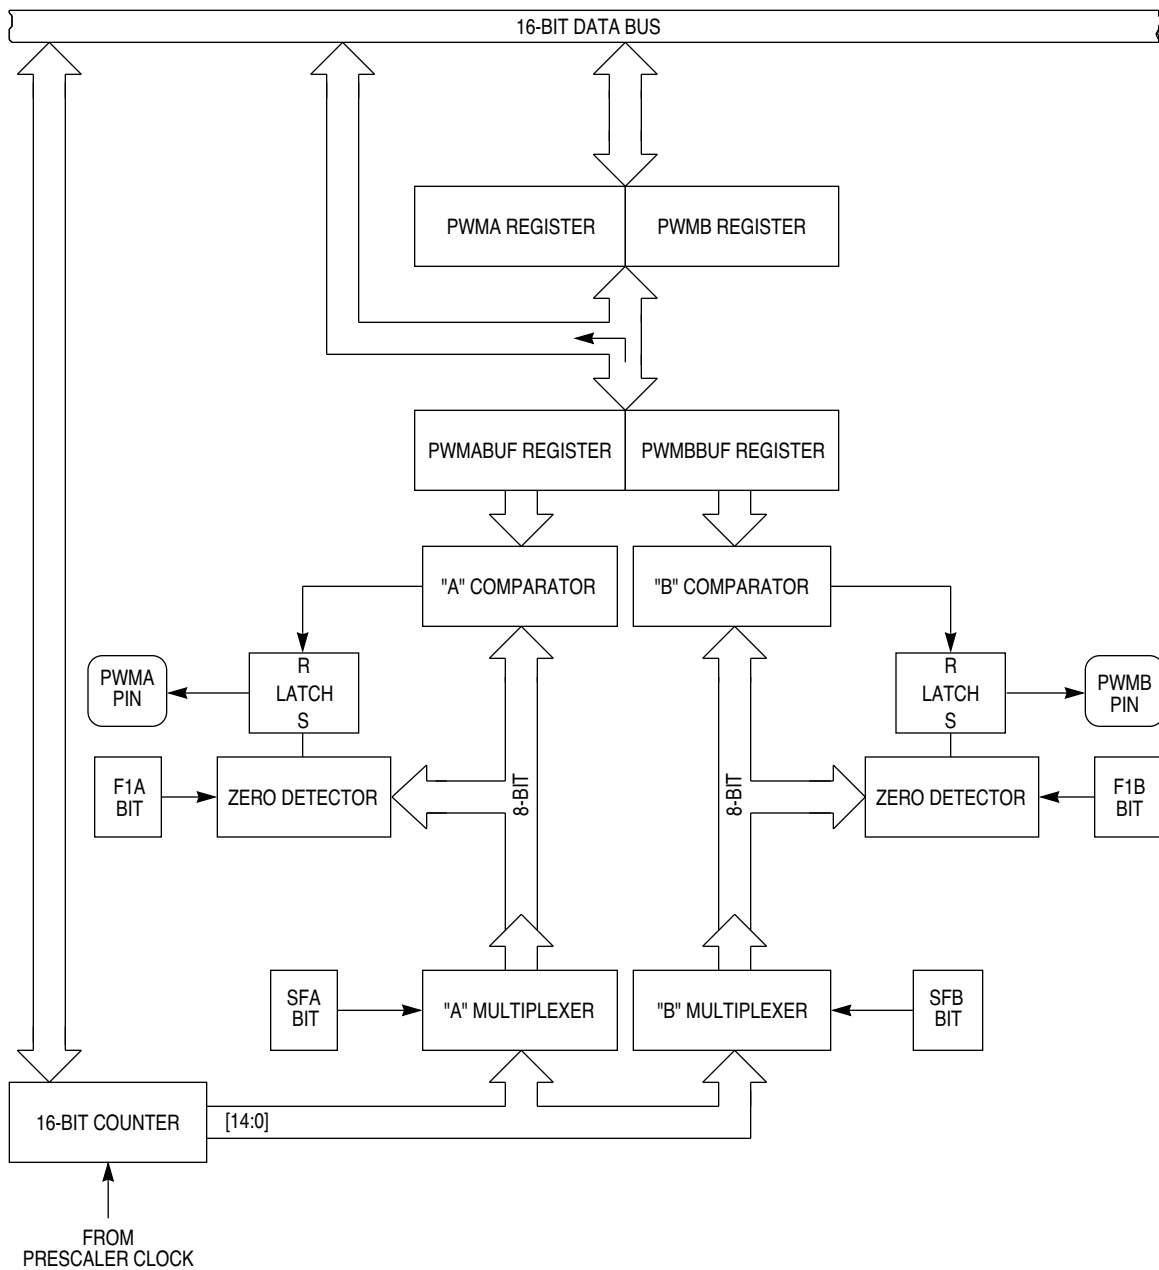 16-BIT DATA BUS
PWMA REGISTER
PWMB REGISTER
PWMABUF REGISTER
PWMBBUF REGISTER
"A" COMPARATOR
"B" COMPARATOR
PWMA
PIN
R
LATCH
S
R
LATCH
S
PWMB
PIN
F1A
BIT
ZERO DETECTOR
8-BIT
8-BIT
ZERO DETECTOR
F1B
BIT
SFA
BIT
"A" MULTIPLEXER
"B" MULTIPLEXER
SFB
BIT
16-BIT COUNTER
[14:0]
FROM
PRESCALER CLOCK